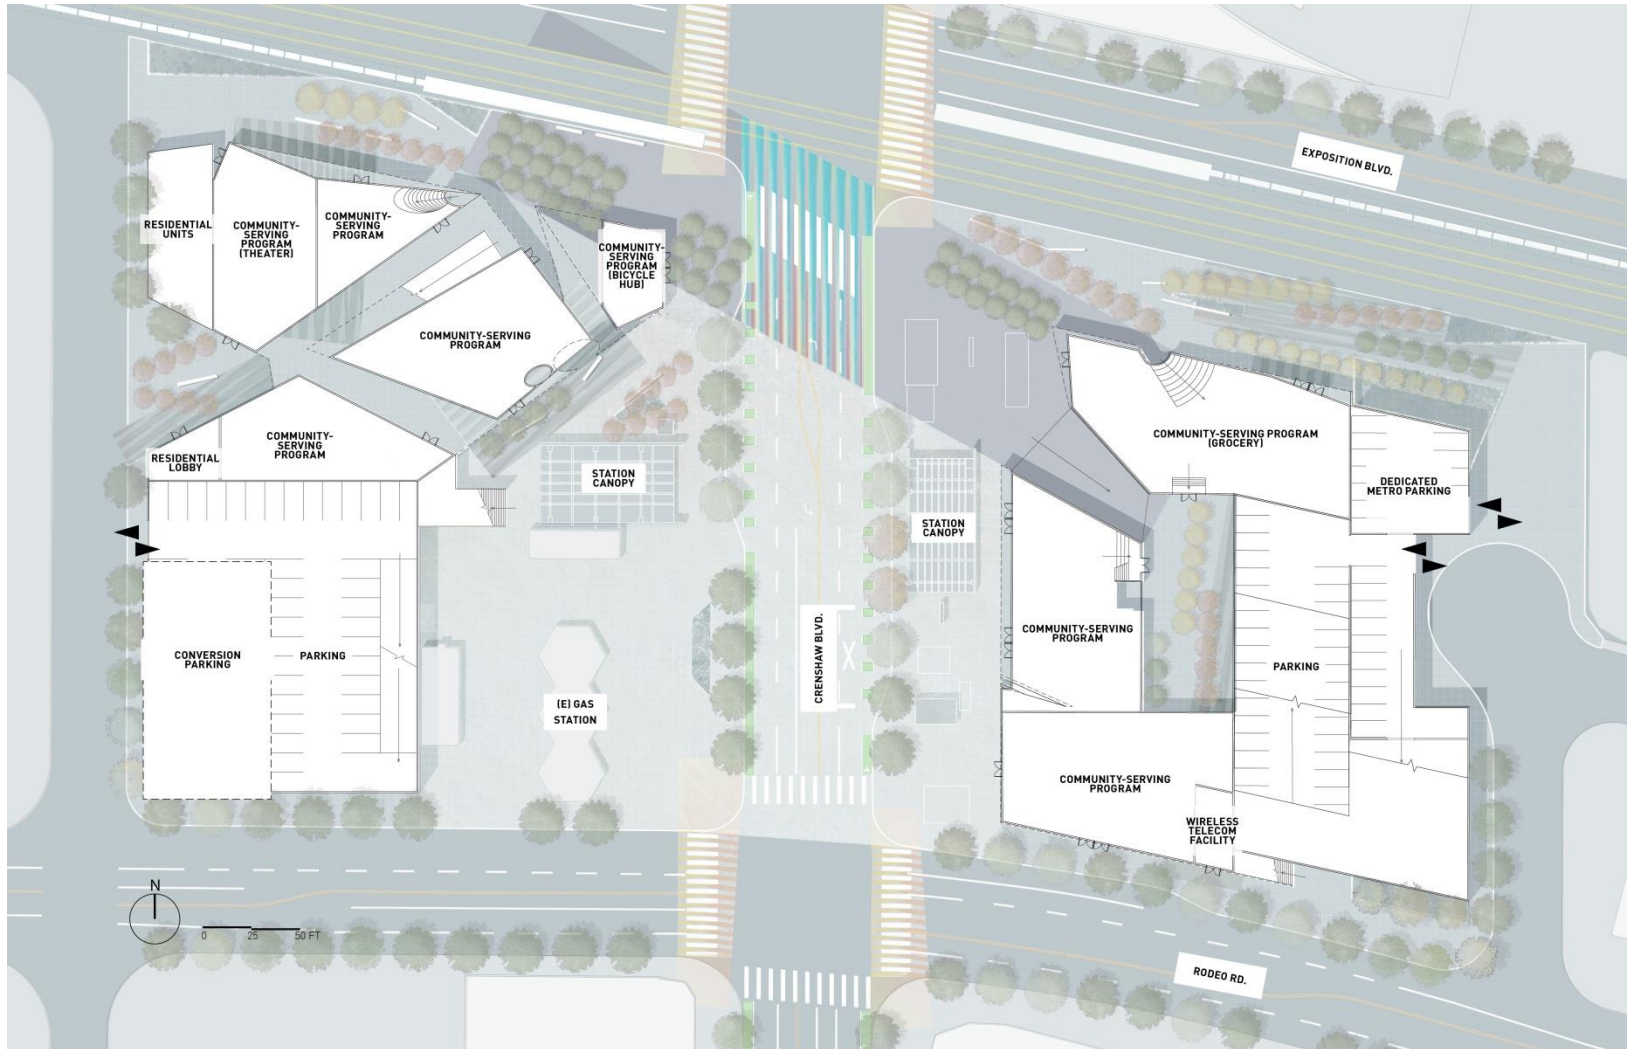 EXPOSITION BLVD.
RESIDENTIAL
UNITS
COMMUNITY-
SERVING
PROGRAM
(THEATER)
COMMUNITY-
SERVING
PROGRAM
COMMUNITY-
SERVING
PROGRAM
(BICYCLE
HUB)
COMMUNITY-SERVING
PROGRAM
COMMUNITY-
SERVING
PROGRAM
RESIDENTIAL
LOBBY
STATION
CANOPY
STATION
CANOPY
COMMUNITY-SERVING PROGRAM
(GROCERY)
DEDICATED
METRO PARKING
CONVERSION
PARKING
PARKING
(E) GAS
STATION
CRENSHAW BLVD.
COMMUNITY-SERVING
PROGRAM
PARKING
COMMUNITY-SERVING
PROGRAM
WIRELESS
TELECOM
FACILITY
N
0 25 50 FT
RODEO RD.